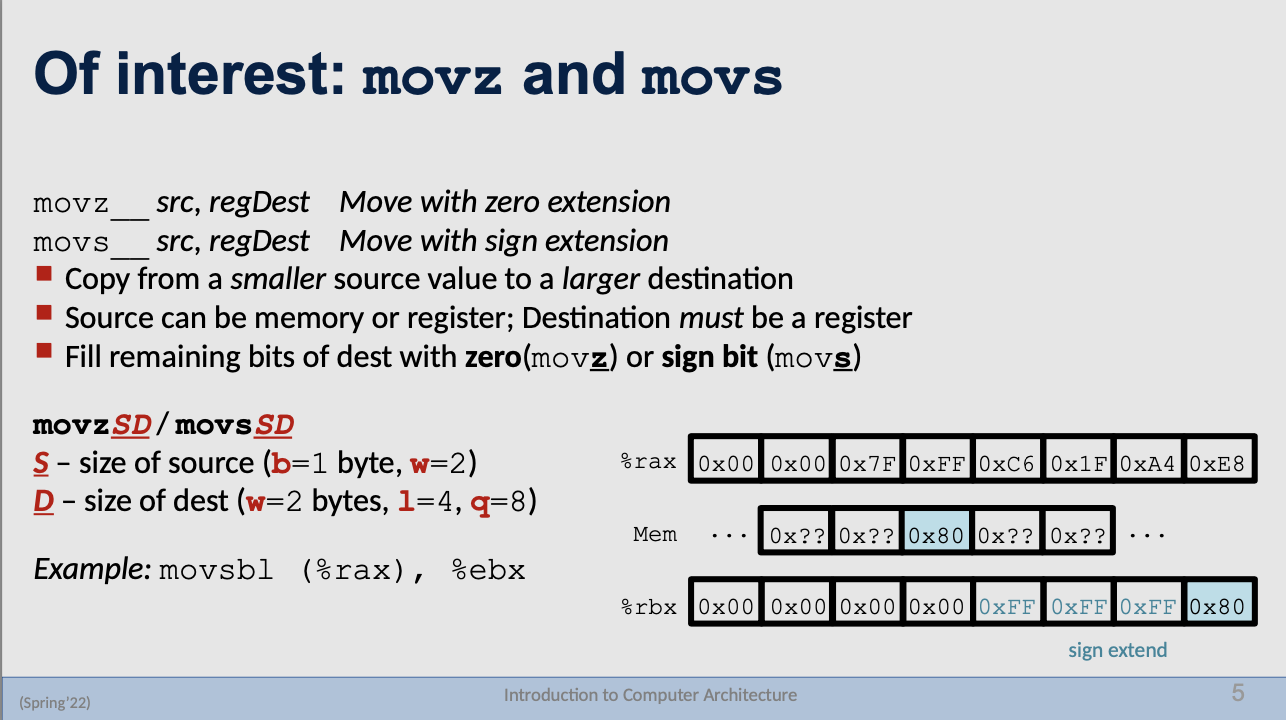 Of interest: movz and movs
movz__ src, regDest Move with zero extension
movs__ src, regDest Move with sign extension
Copy from a smaller source value to a larger destination
Source can be memory or register; Destination must be a register
Fill remaining bits of dest with zero(movz) or sign bit (movs)
movzSD / movsSD
S – size of source (b=1 byte, w=2)
D – size of dest (w=2 bytes, l=4, q=8)
Example: movsbl (%rax), %ebx
%rax 0x00 0x00 0x7F 0xFF 0xC6 0x1F 0xA4 0xE8
Mem ... 0x?? 0x?? 0x80 0x?? 0x?? ...
%rbx 0x00 0x00 0x00 0x00 0xFF 0xFF 0xFF 0x80
sign extend
(Spring'22) Introduction to Computer Architecture 5